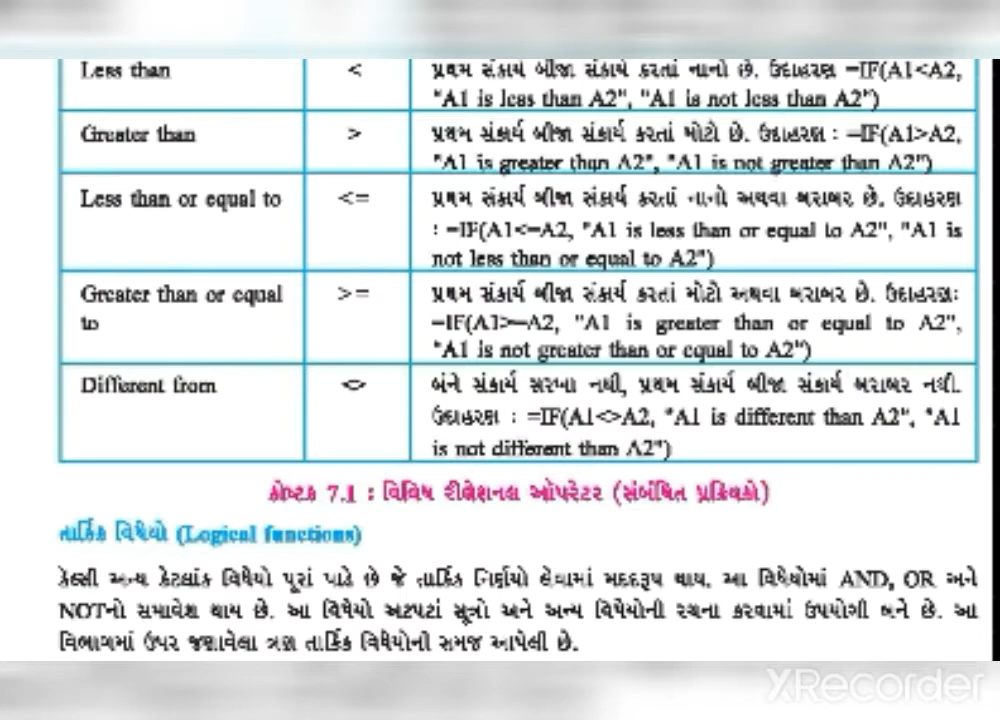 Less than < પ્રથમ સંકાર્ય બીજા સંકાર્ય કરતાં નાનો છે. ઉદાહરણ =IF(A1<A2,
"A1 is less than A2", "A1 is not less than A2")
Greater than > પ્રથમ સંકાર્ય બીજા સંકાર્ય કરતાં મોટો છે. ઉદાહરણ : =IF(A1>A2,
"A1 is greater than A2", "A1 is not greater than A2")
Less than or equal to <= પ્રથમ સંકાર્ય બીજા સંકાર્ય કરતાં નાનો અથવા બરાબર છે. ઉદાહરણ
: =IF(A1<=A2, "A1 is less than or equal to A2", "A1 is
not less than or equal to A2")
Greater than or equal >= પ્રથમ સંકાર્ય બીજા સંકાર્ય કરતાં મોટો અથવા બરાબર છે. ઉદાહરણઃ
to =IF(A1>=A2, "A1 is greater than or equal to A2",
"A1 is not greater than or equal to A2")
Different from <> બંને સંકાર્ય સરખા નથી, પ્રથમ સંકાર્ય બીજા સંકાર્ય બરાબર નથી.
ઉદાહરણ : =IF(A1<>A2, "A1 is different than A2", "A1
is not different than A2")
કોષ્ટક 7.1 : વિવિધ રીલેશનલ ઑપરેટર (સંબંધિત પ્રક્રિયકો)
તાર્કિક વિધેયો (Logical functions)
કેલ્સી અન્ય કેટલાંક વિધેયો પૂરાં પાડે છે જે તાર્કિક નિર્ણયો લેવામાં મદદરૂપ થાય. આ વિધેયોમાં AND, OR અને
NOTનો સમાવેશ થાય છે. આ વિધેયો અટપટાં સૂત્રો અને અન્ય વિધેયોની રચના કરવામાં ઉપયોગી બને છે. આ
વિભાગમાં ઉપર જણાવેલા ત્રણ તાર્કિક વિધેયોની સમજ આપેલી છે.
XRecorder